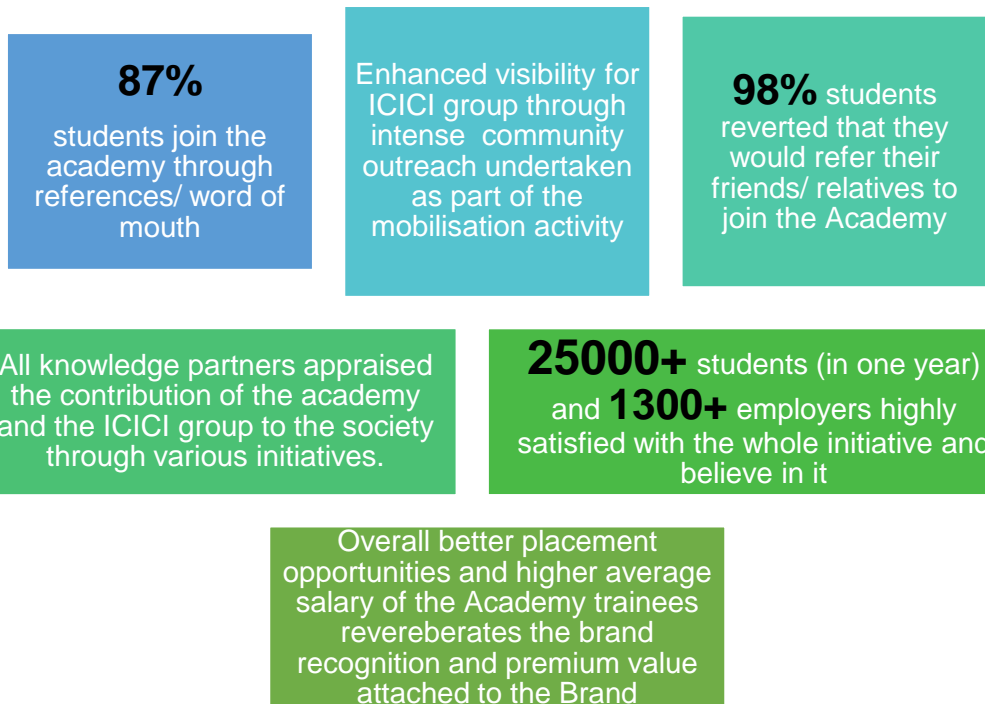 87%
students join the
academy through
references/ word of
mouth
Enhanced visibility for
ICICI group through
intense community
outreach undertaken
as part of the
mobilisation activity
98% students
reverted that they
would refer their
friends/ relatives to
join the Academy
All knowledge partners appraised
the contribution of the academy
and the ICICI group to the society
through various initiatives.
25000+ students (in one year)
and 1300+ employers highly
satisfied with the whole initiative and
believe in it
Overall better placement
opportunities and higher average
salary of the Academy trainees
revereberates the brand
recognition and premium value
attached to the Brand